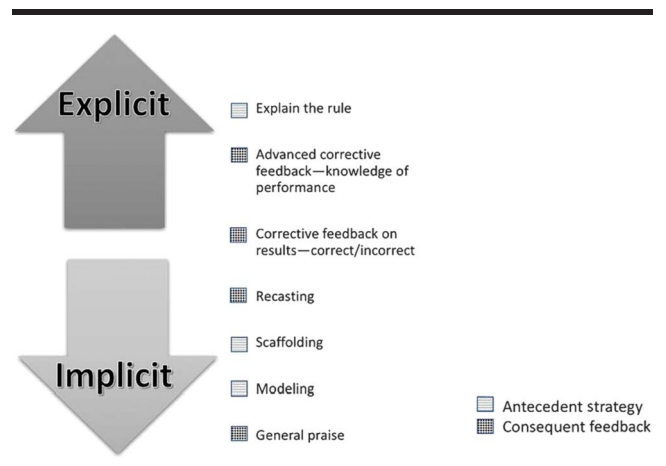 Explicit
Explain the rule
Advanced corrective
feedback—knowledge of
performance
Corrective feedback on
results—correct/incorrect
Recasting
Scaffolding
Implicit
Modeling
General praise
Antecedent strategy
Consequent feedback